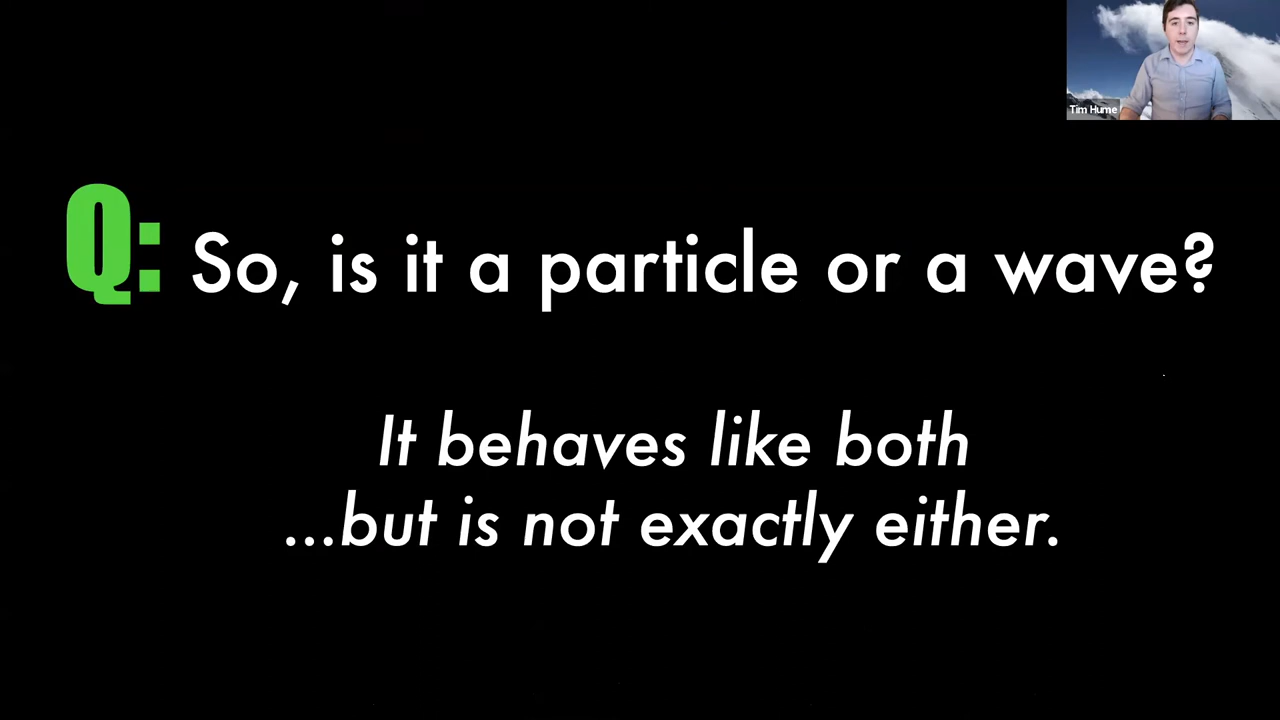 Tim Hume
Q: So, is it a particle or a wave?
It behaves like both
...but is not exactly either.